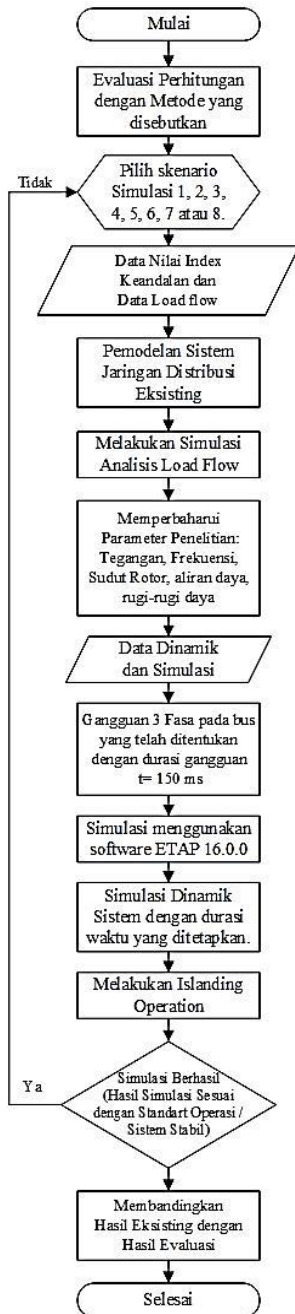 Mulai
Evaluasi Perhitungan
dengan Metode yang
disebutkan
Tidak
Pilih skenario
Simulasi 1, 2, 3,
4, 5, 6, 7 atau 8.
Data Nilai Index
Keandalan dan
Data Load flow
Pemodelan Sistem
Jaringan Distribusi
Eksisting
Melakukan Simulasi
Analisis Load Flow
Memperbaharui
Parameter Penelitian:
Tegangan, Frekuensi,
Sudut Rotor, aliran daya,
rugi-rugi daya
Data Dinamik
dan Simulasi
Gangguan 3 Fasa pada bus
yang telah ditentukan
dengan durasi gangguan
t= 150 ms
Simulasi menggunakan
software ETAP 16.0.0
Simulasi Dinamik
Sistem dengan durasi
waktu yang ditetapkan.
Melakukan Islanding
Operation
Ya
Simulasi Berhasil
(Hasil Simulasi Sesuai
dengan Standart Operasi /
Sistem Stabil)
Membandingkan
Hasil Eksisting dengan
Hasil Evaluasi
Selesai